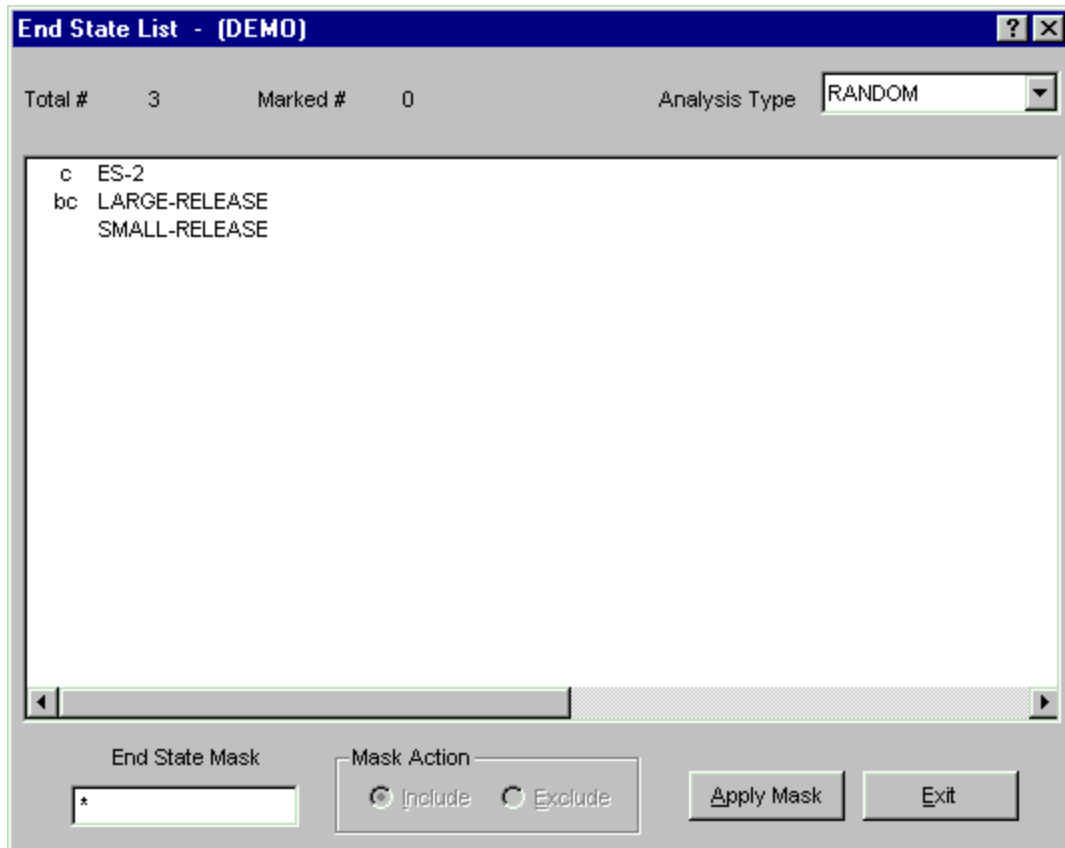 End State List - (DEMO)
Total # 3 Marked # 0 Analysis Type RANDOM
c ES-2
bc LARGE-RELEASE
SMALL-RELEASE
End State Mask
*
Mask Action
Include Exclude
Apply Mask
Exit